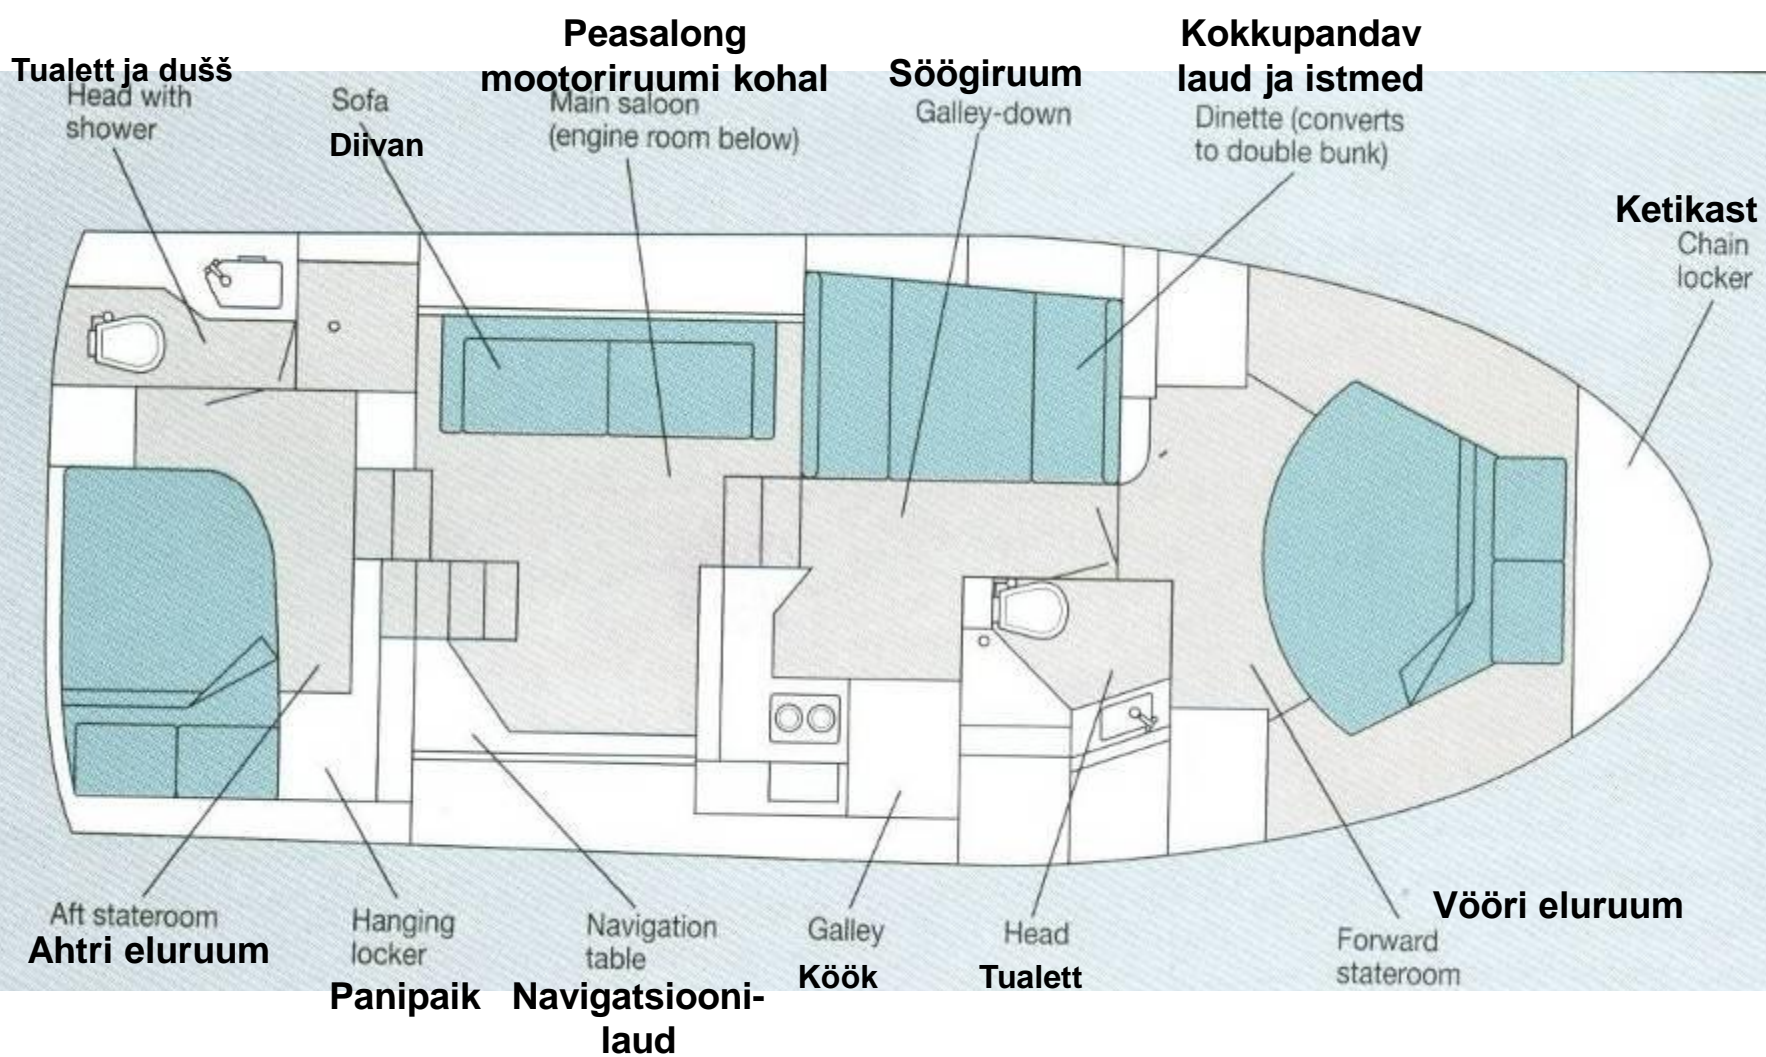 Tualett ja dušš
Head with
shower
Sofa
Diivan
Peasalong
mootoriruumi kohal
Main saloon
(engine room below)
Söögiruum
Galley-down
Kokkupandav
laud ja istmed
Dinette (converts
to double bunk)
Ketikast
Chain
locker
Aft stateroom
Ahtri eluruum
Hanging
locker
Panipaik
Navigation
table
Navigatsiooni-
laud
Galley
Köök
Head
Tualett
Vööri eluruum
Forward
stateroom